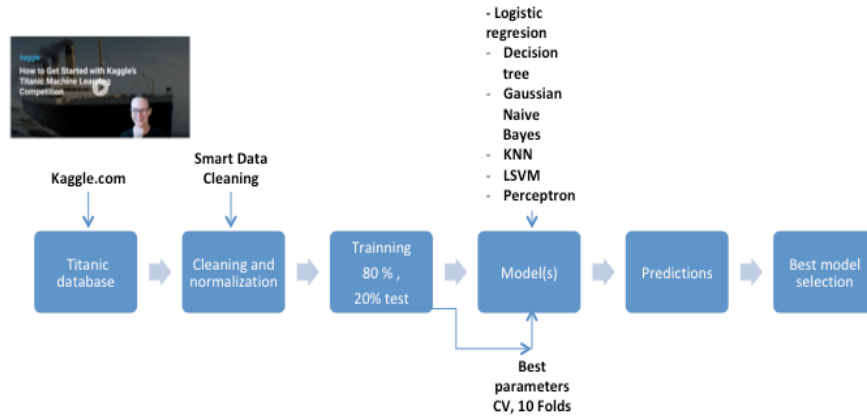 kaggle
How to Get Started with Kaggle's
Titanic Machine Learning
Competition
Kaggle.com
Smart Data
Cleaning
- Logistic
regresion
- Decision
tree
- Gaussian
Naive
Bayes
- KNN
- LSVM
- Perceptron
Titanic
database
Cleaning and
normalization
Trainning
80 % ,
20% test
Model(s)
Predictions
Best model
selection
Best
parameters
CV, 10 Folds